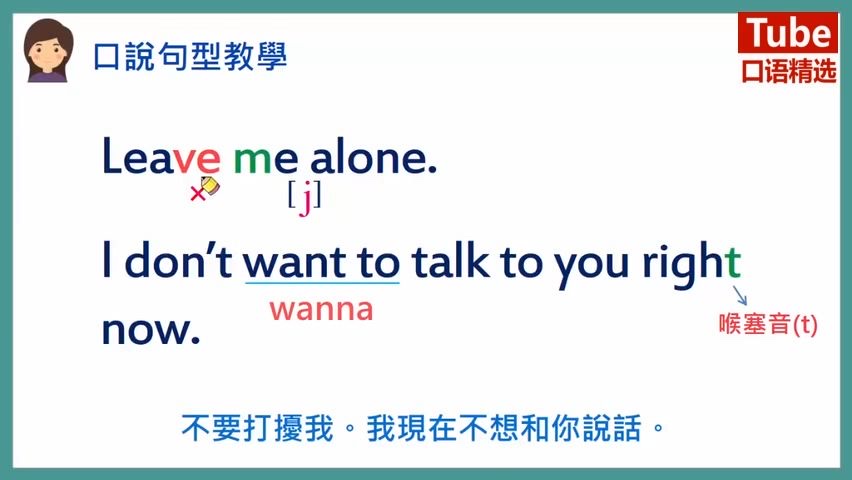 口說句型教學
Tube
口语精选
Leave me alone.
× [j]
I don't want to talk to you right
wanna
喉塞音(t)
now.
不要打擾我。我現在不想和你說話。